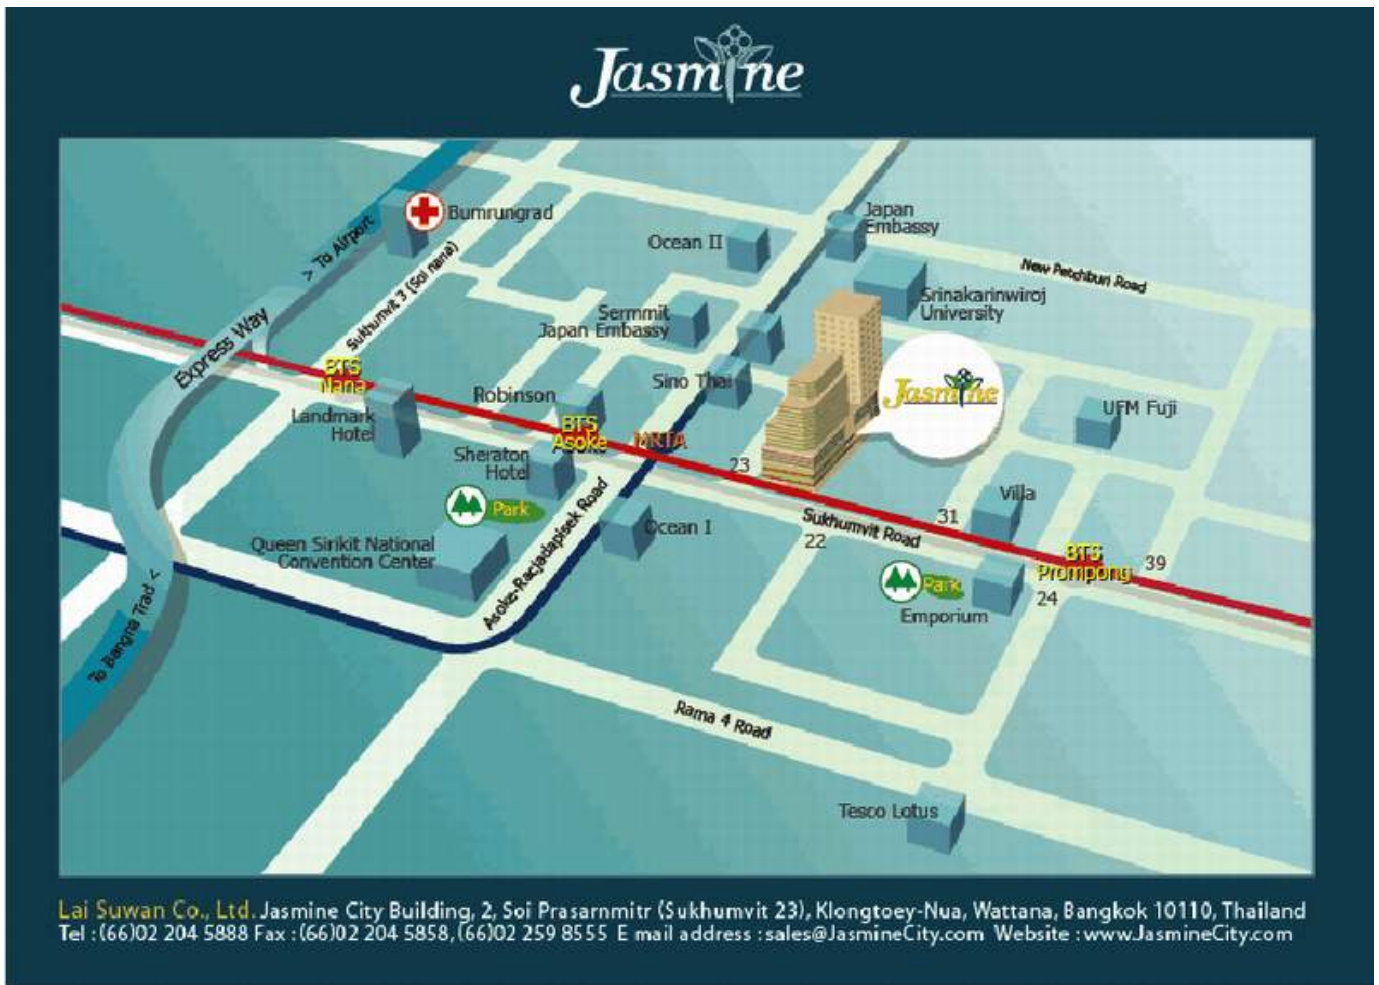 Jasmine
Bumrungrad
Japan
Embassy
Ocean II
> To Airport
Sukhumvit 3 (Soi nana)
New Petchburi Road
Srinakarinwiroj
University
Sermmit
Japan Embassy
Express Way
BTS
Nana
Sino Thai
Jasmine
Robinson
Landmark
Hotel
UFM Fuji
BTS
Asoke
Asoke
MRTA
Sheraton
Hotel
23
Villa
Park
Asoke-Racjadapisek Road
Ocean I
Sukhumvit Road
31
22
Queen Sirikit National
Convention Center
BTS
Prompong
39
Park
24
Emporium
To Bangna Trad <
Rama 4 Road
Tesco Lotus
Lai Suwan Co., Ltd. Jasmine City Building, 2, Soi Prasarnmitr (Sukhumvit 23), Klongtoey-Nua, Wattana, Bangkok 10110, Thailand
Tel : (66)02 204 5888 Fax : (66)02 204 5858, (66)02 259 8555 E mail address : sales@JasmineCity.com Website : www.JasmineCity.com